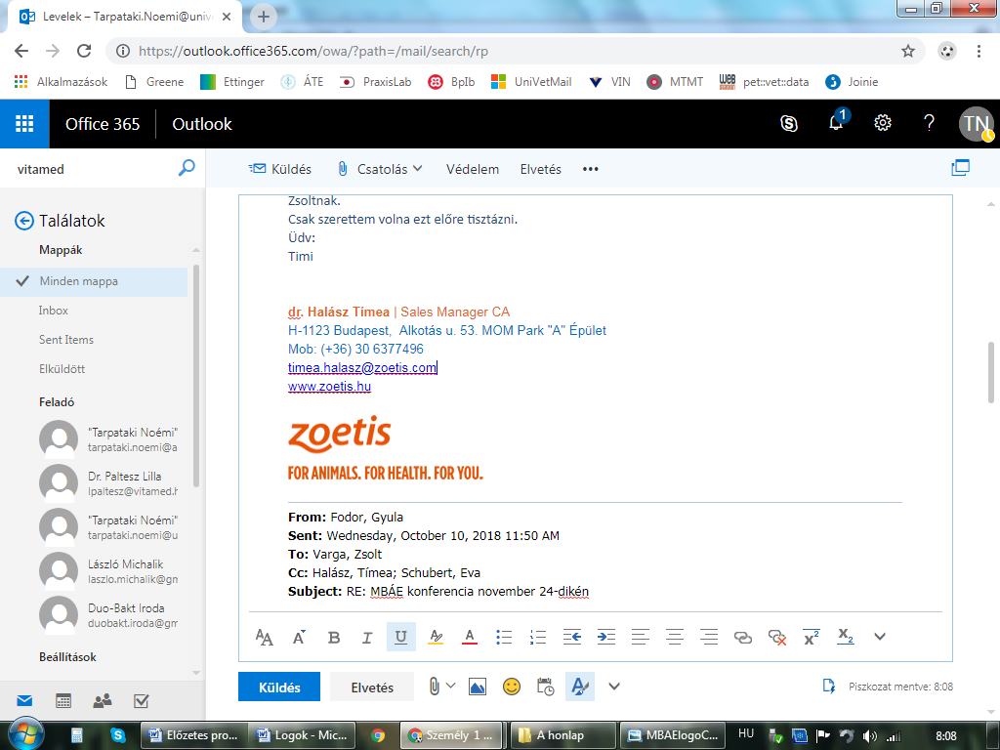 Levelek – Tarpataki.Noemi@unive
https://outlook.office365.com/owa/?path=/mail/search/rp
Alkalmazások Greene Ettinger ÁTE PraxisLab BpIb UniVetMail VIN MTMT pet::vet::data Joinie
Office 365 Outlook 1 ? TN
vitamed Küldés Csatolás Védelem Elvetés •••
Találatok
Mappák
Minden mappa
Inbox
Sent Items
Elküldött
Feladó
"Tarpataki Noémi"
tarpataki.noemi@a
Dr. Paltesz Lilla
lpaltesz@vitamed.h
"Tarpataki Noémi"
tarpataki.noemi@u
László Michalik
laszlo.michalik@gm
Duo-Bakt Iroda
duobakt.iroda@gm
Beállítások
Zsoltnak.
Csak szerettem volna ezt előre tisztázni.
Üdv:
Timi
dr. Halász Tímea | Sales Manager CA
H-1123 Budapest, Alkotás u. 53. MOM Park "A" Épület
Mob: (+36) 30 6377496
timea.halasz@zoetis.com
www.zoetis.hu
zoetis
FOR ANIMALS. FOR HEALTH. FOR YOU.
From: Fodor, Gyula
Sent: Wednesday, October 10, 2018 11:50 AM
To: Varga, Zsolt
Cc: Halász, Tímea; Schubert, Eva
Subject: RE: MBÁE konferencia november 24-dikén
Küldés Elvetés Piszkozat mentve: 8:08
Előzetes pro... Logok - Mic... Személy 1 ... A honlap MBAElogoC... HU 8:08